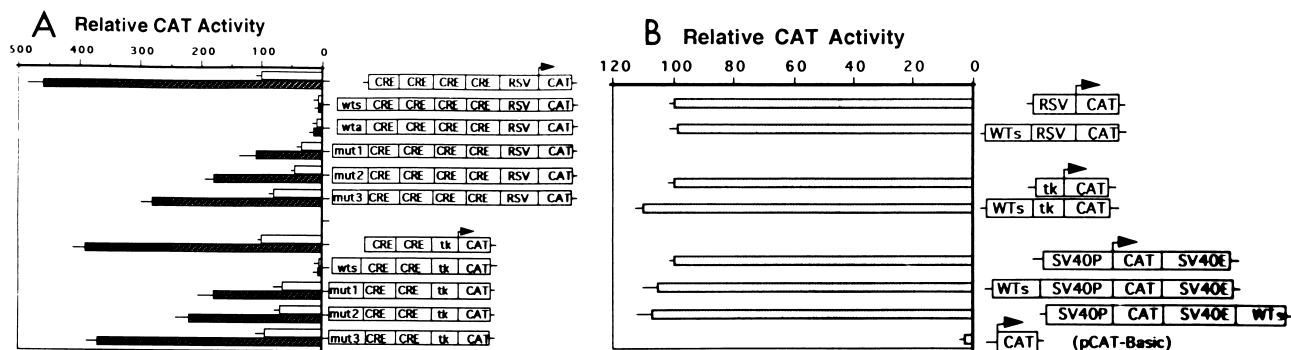 A Relative CAT Activity
500 400 300 200 100 0
CRE CRE CRE CRE RSV CAT
wts CRE CRE CRE CRE RSV CAT
wta CRE CRE CRE CRE RSV CAT
mut1 CRE CRE CRE CRE RSV CAT
mut2 CRE CRE CRE CRE RSV CAT
mut3 CRE CRE CRE CRE RSV CAT
CRE CRE tk CAT
wts CRE CRE tk CAT
mut1 CRE CRE tk CAT
mut2 CRE CRE tk CAT
mut3 CRE CRE tk CAT
B Relative CAT Activity
120 100 80 60 40 20 0
RSV CAT
WTs RSV CAT
tk CAT
WTs tk CAT
SV40P CAT SV40E
WTs SV40P CAT SV40E
SV40P CAT SV40E WTs
CAT (pCAT-Basic)